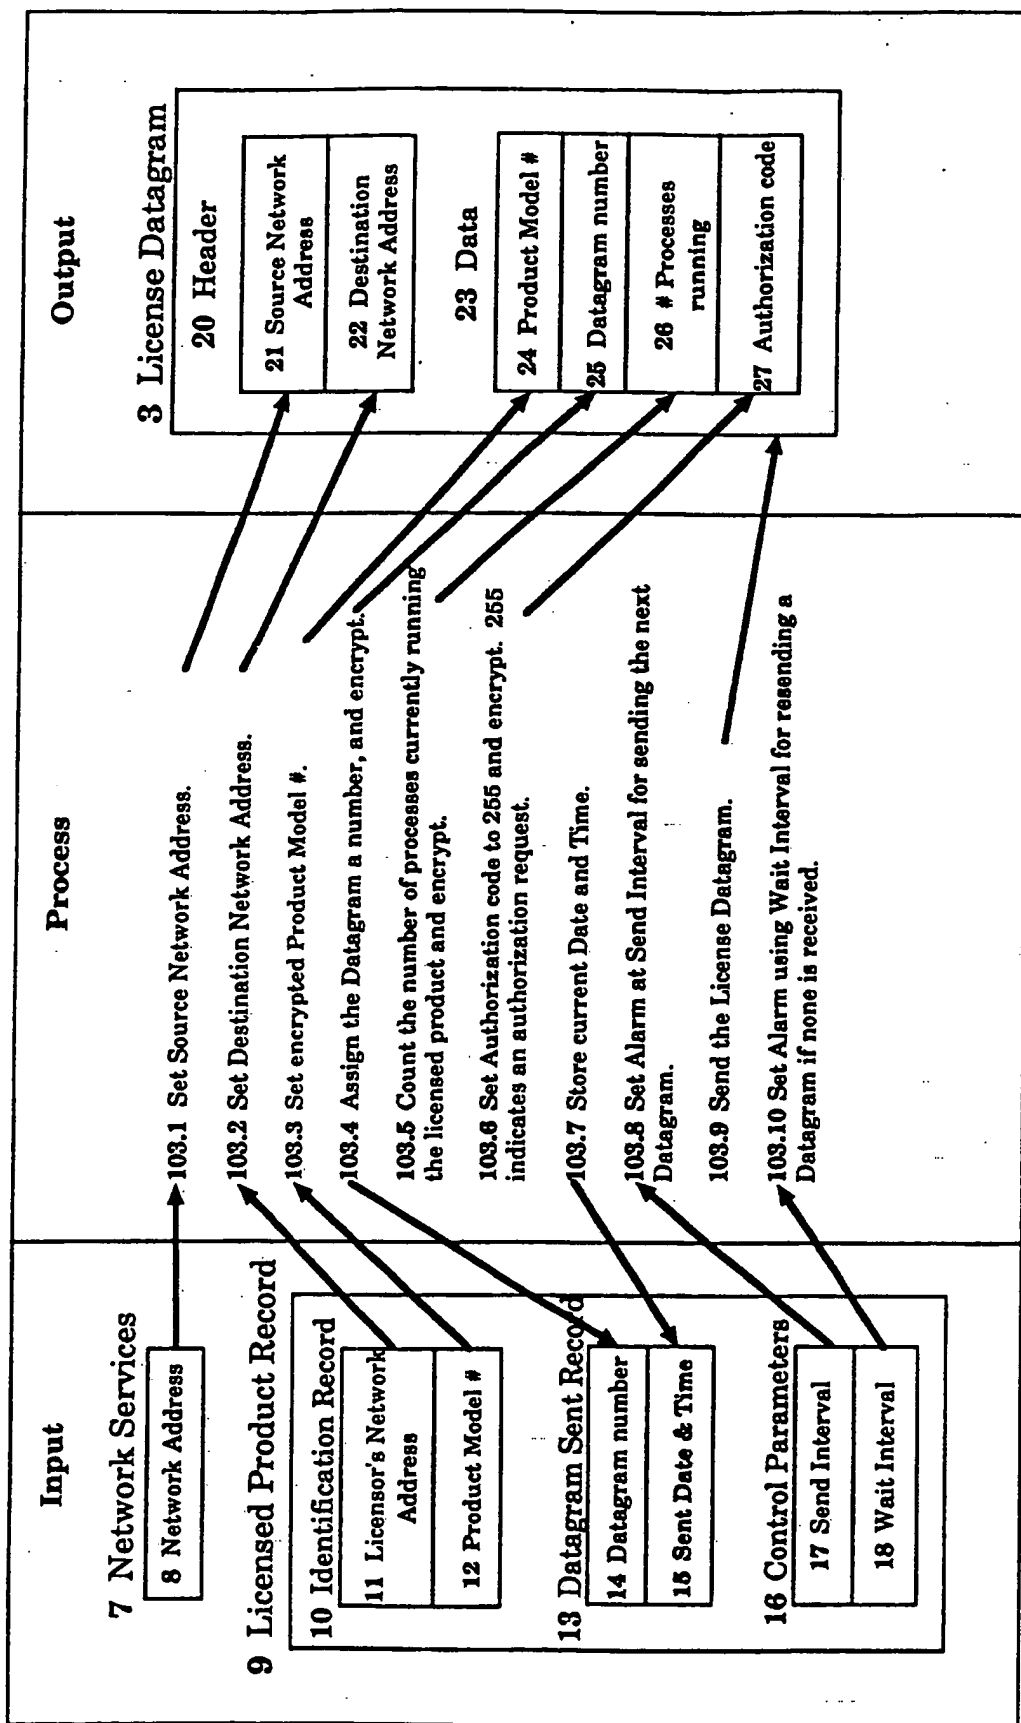 Input
7 Network Services
8 Network Address
9 Licensed Product Record
10 Identification Record
11 Licensor's Network
Address
12 Product Model #
13 Datagram Sent Record
14 Datagram number
15 Sent Date & Time
16 Control Parameters
17 Send Interval
18 Wait Interval
Process
103.1 Set Source Network Address.
103.2 Set Destination Network Address.
103.3 Set encrypted Product Model #.
103.4 Assign the Datagram a number, and encrypt.
103.5 Count the number of processes currently running
the licensed product and encrypt.
103.6 Set Authorization code to 255 and encrypt. 255
indicates an authorization request.
103.7 Store current Date and Time.
103.8 Set Alarm at Send Interval for sending the next
Datagram.
103.9 Send the License Datagram.
103.10 Set Alarm using Wait Interval for resending a
Datagram if none is received.
Output
3 License Datagram
20 Header
21 Source Network
Address
22 Destination
Network Address
23 Data
24 Product Model #
25 Datagram number
26 # Processes
running
27 Authorization code